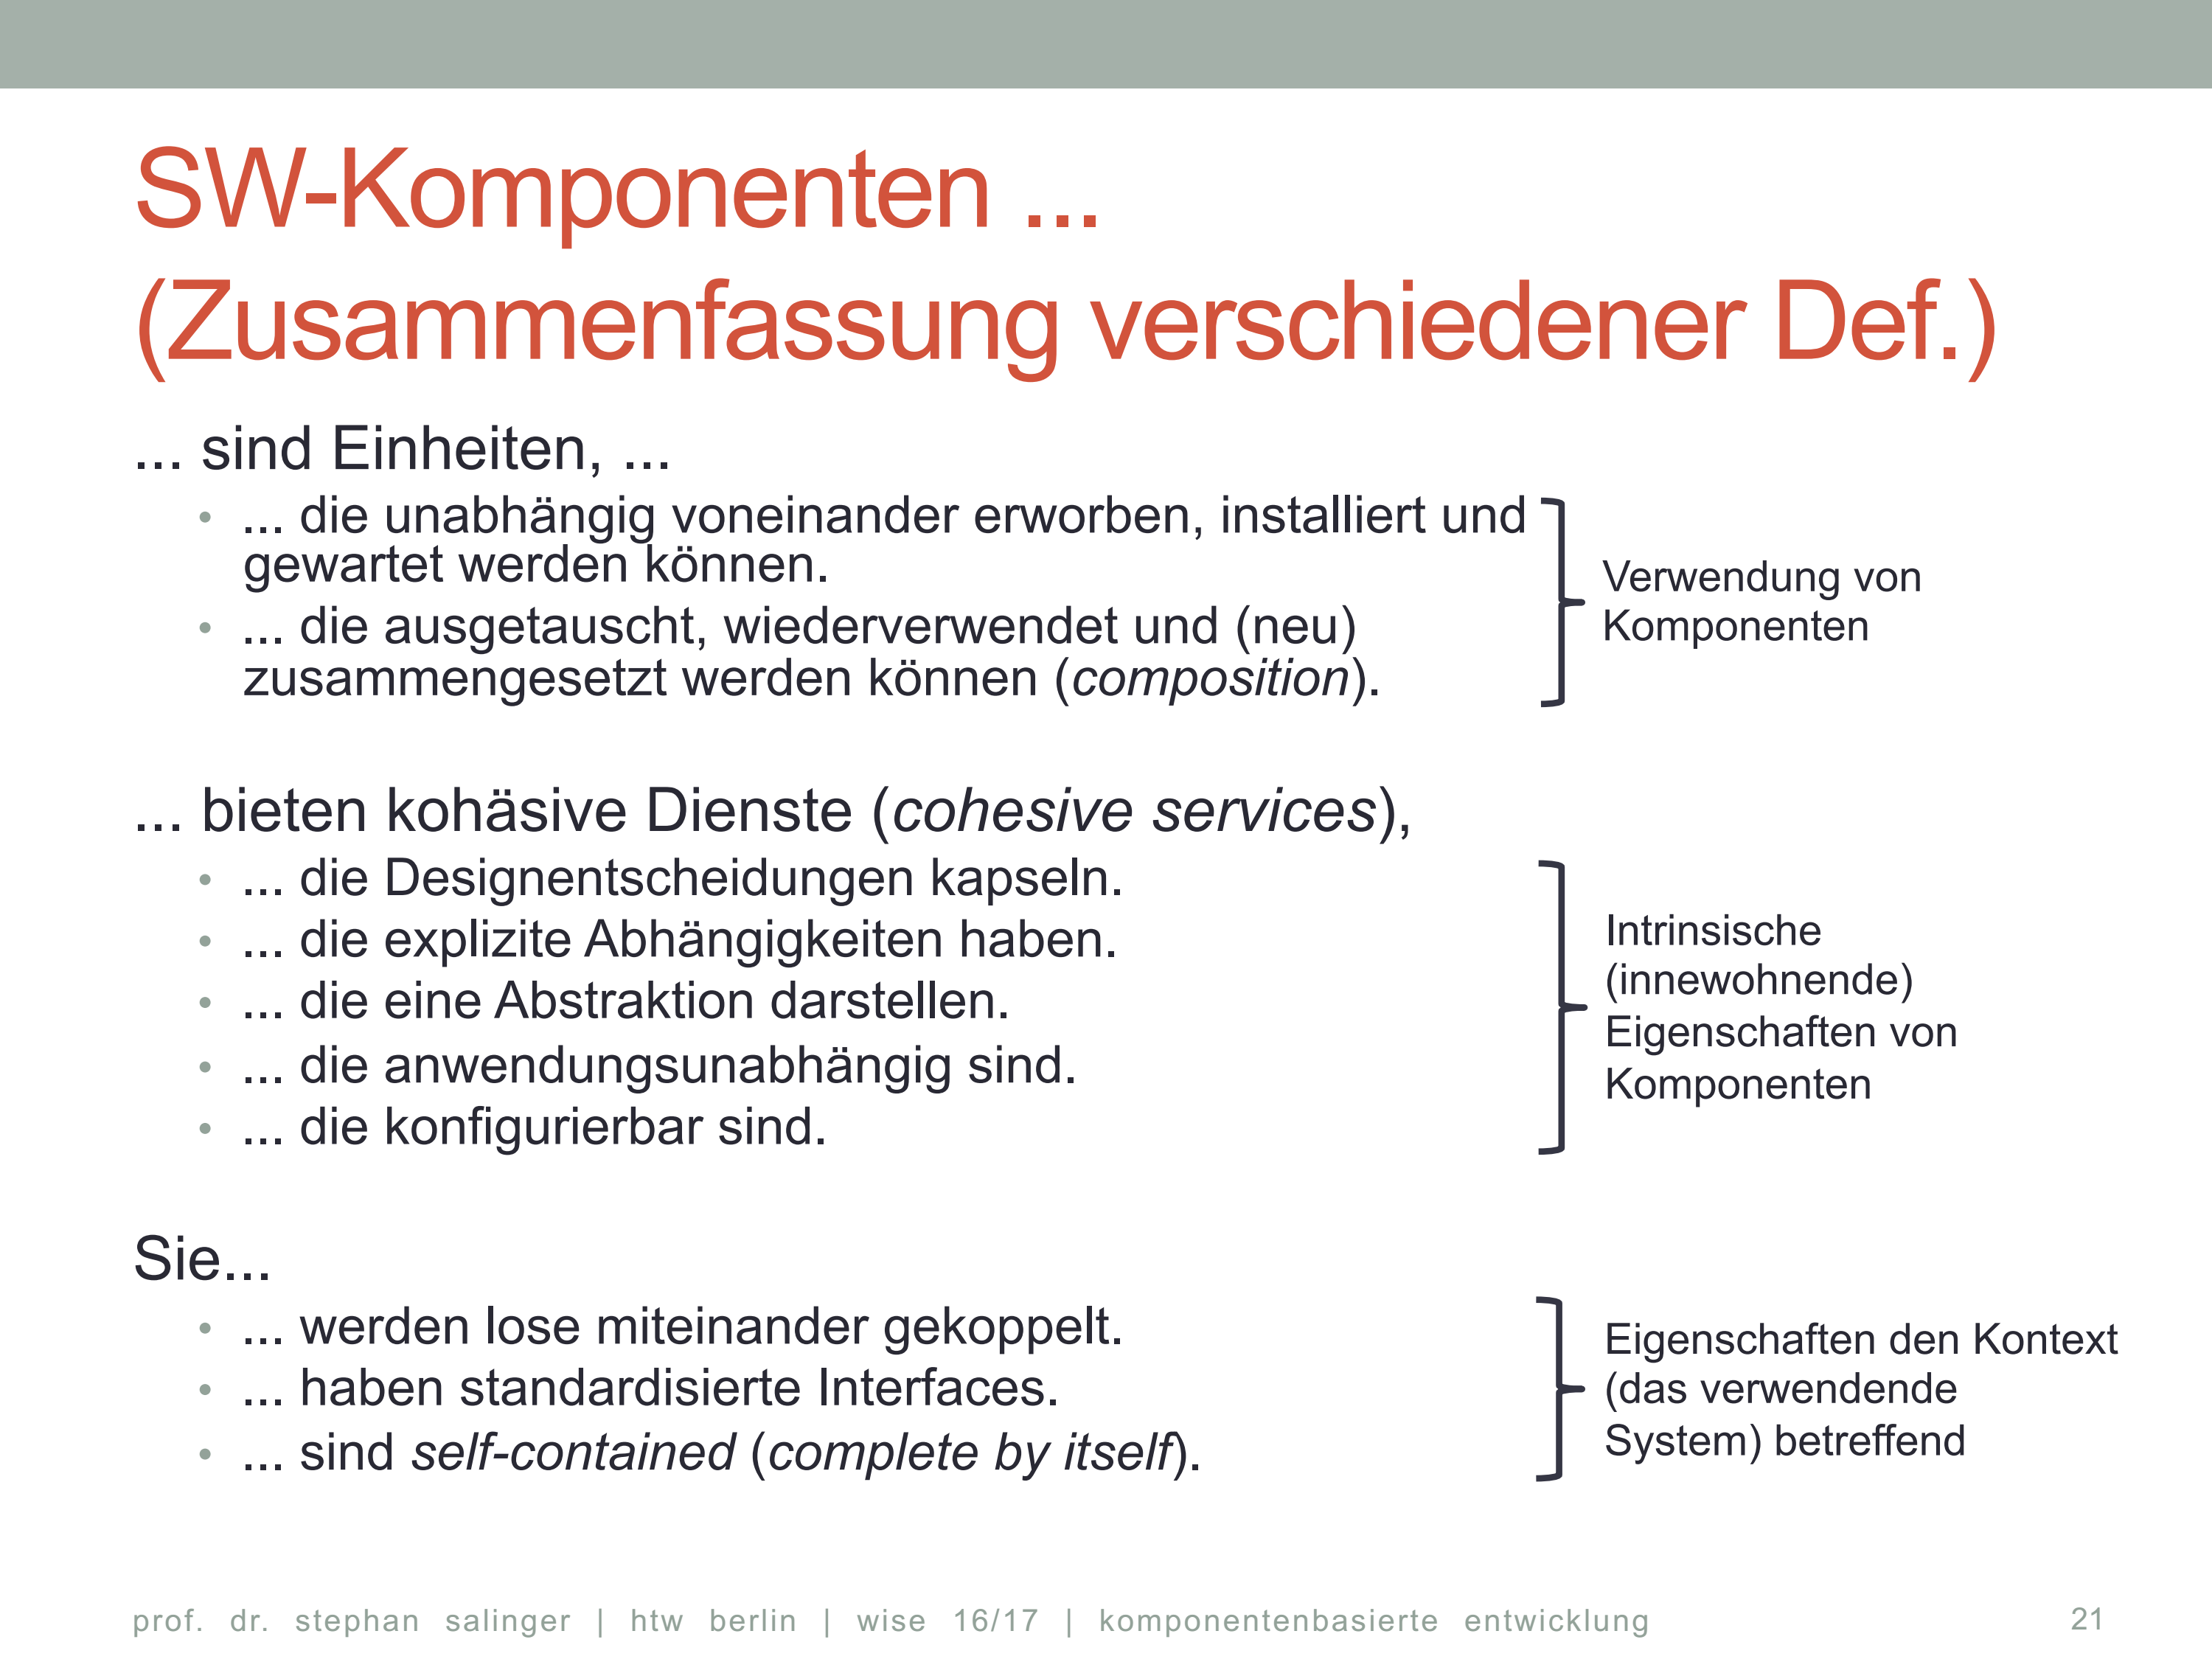 SW-Komponenten ...
(Zusammenfassung verschiedener Def.)
... sind Einheiten, ...
• ... die unabhängig voneinander erworben, installiert und
gewartet werden können.
• ... die ausgetauscht, wiederverwendet und (neu)
zusammengesetzt werden können (composition).
Verwendung von
Komponenten
... bieten kohäsive Dienste (cohesive services),
• ... die Designentscheidungen kapseln.
• ... die explizite Abhängigkeiten haben.
• ... die eine Abstraktion darstellen.
• ... die anwendungsunabhängig sind.
• ... die konfigurierbar sind.
Intrinsische
(innewohnende)
Eigenschaften von
Komponenten
Sie...
• ... werden lose miteinander gekoppelt.
• ... haben standardisierte Interfaces.
• ... sind self-contained (complete by itself).
Eigenschaften den Kontext
(das verwendende
System) betreffend
prof. dr. stephan salinger | htw berlin | wise 16/17 | komponentenbasierte entwicklung
21